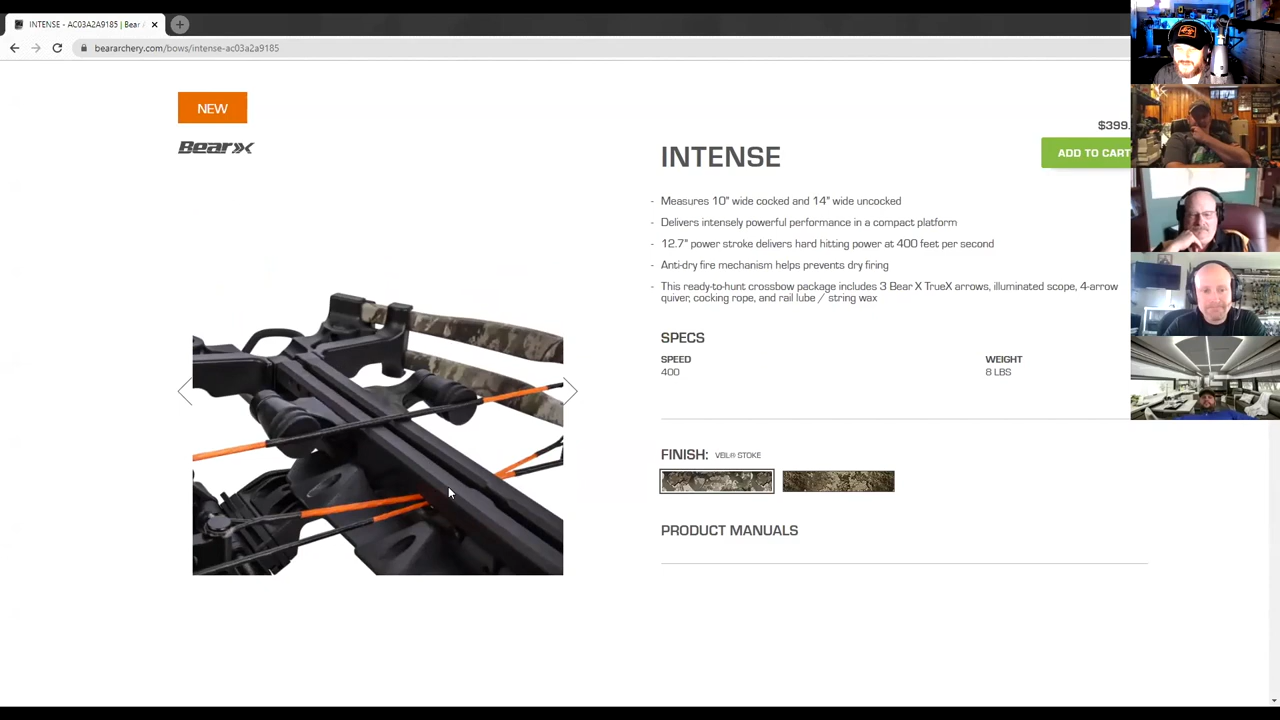 INTENSE - AC03A2A9185 | Bear A
beararchery.com/bows/intense-ac03a2a9185
NEW
BearX
$399.
INTENSE
ADD TO CART
- Measures 10" wide cocked and 14" wide uncocked
- Delivers intensely powerful performance in a compact platform
- 12.7" power stroke delivers hard hitting power at 400 feet per second
- Anti-dry fire mechanism helps prevents dry firing
- This ready-to-hunt crossbow package includes 3 Bear X TrueX arrows, illuminated scope, 4-arrow
quiver, cocking rope, and rail lube / string wax
SPECS
SPEED WEIGHT
400 8 LBS
FINISH: VEIL® STOKE
PRODUCT MANUALS